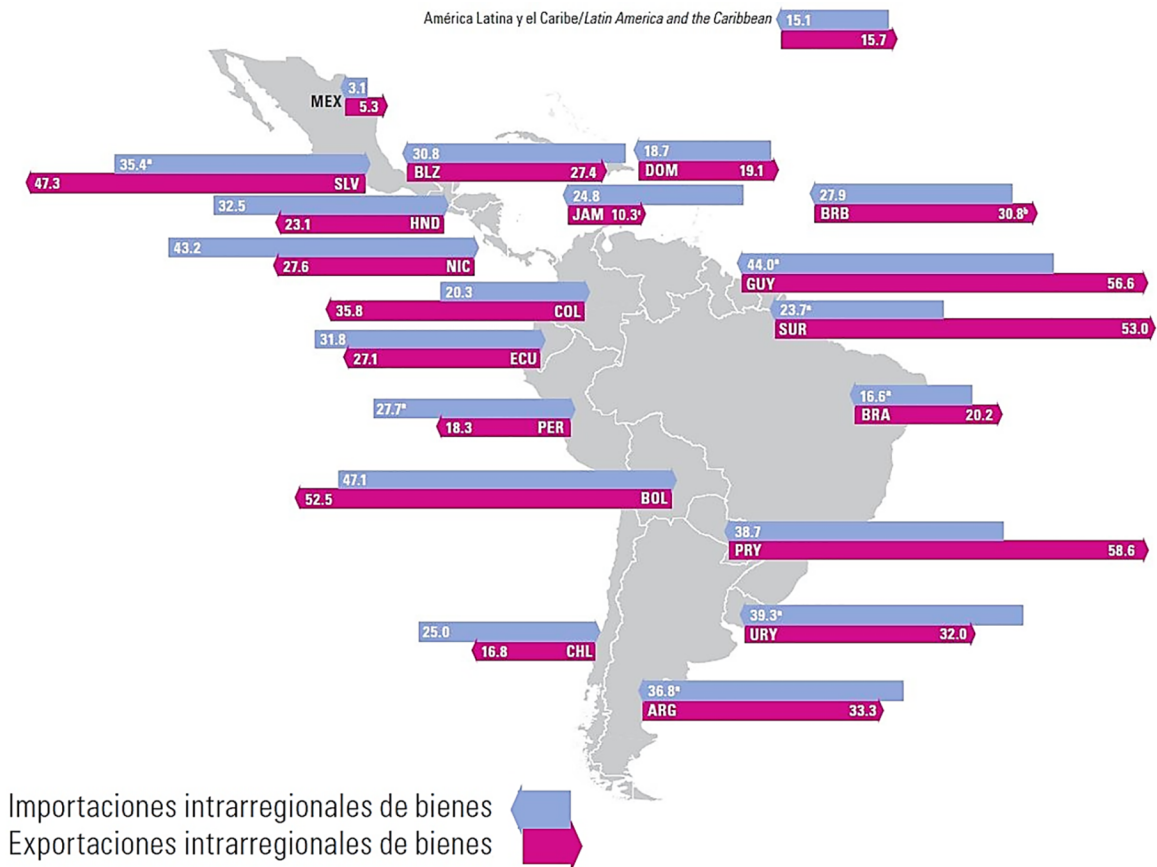 América Latina y el Caribe/Latin America and the Caribbean 15.1
15.7
3.1
MEX 5.3
35.4ª
47.3 SLV
30.8
BLZ 27.4
18.7
DOM 19.1
32.5
23.1 HND
24.8
JAM 10.3ᶜ
27.9
BRB 30.8ᵇ
43.2
27.6 NIC
44.0ª
GUY 56.6
20.3
35.8 COL
23.7ª
SUR 53.0
31.8
27.1 ECU
16.6ª
BRA 20.2
27.7ª
18.3 PER
47.1
52.5 BOL
38.7
PRY 58.6
39.3ª
URY 32.0
25.0
16.8 CHL
36.8ª
ARG 33.3
Importaciones intrarregionales de bienes
Exportaciones intrarregionales de bienes